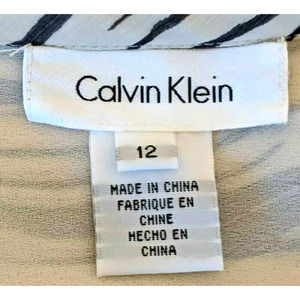 Calvin Klein
12
MADE IN CHINA
FABRIQUE EN
CHINE
HECHO EN
CHINA